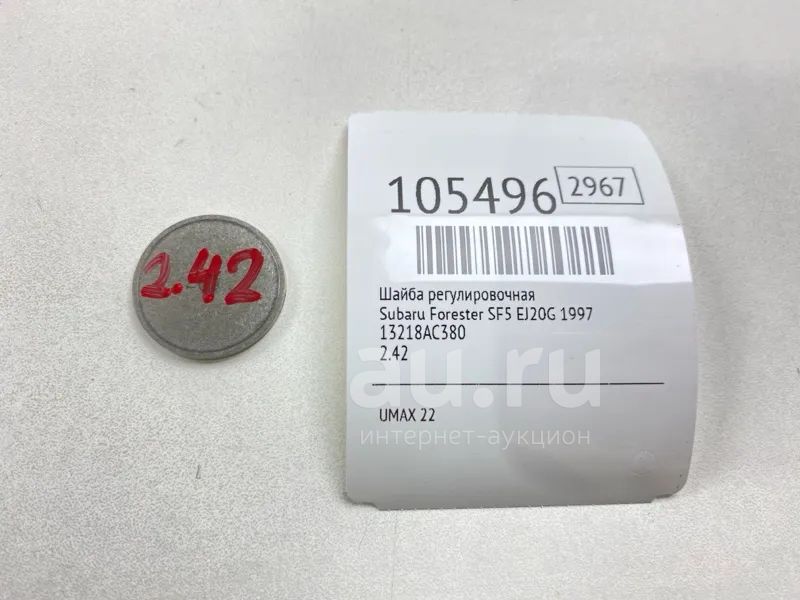 2.42
105496 2967
Шайба регулировочная
Subaru Forester SF5 EJ20G 1997
13218AC380
2.42
UMAX 22
au.ru
интернет-аукцион